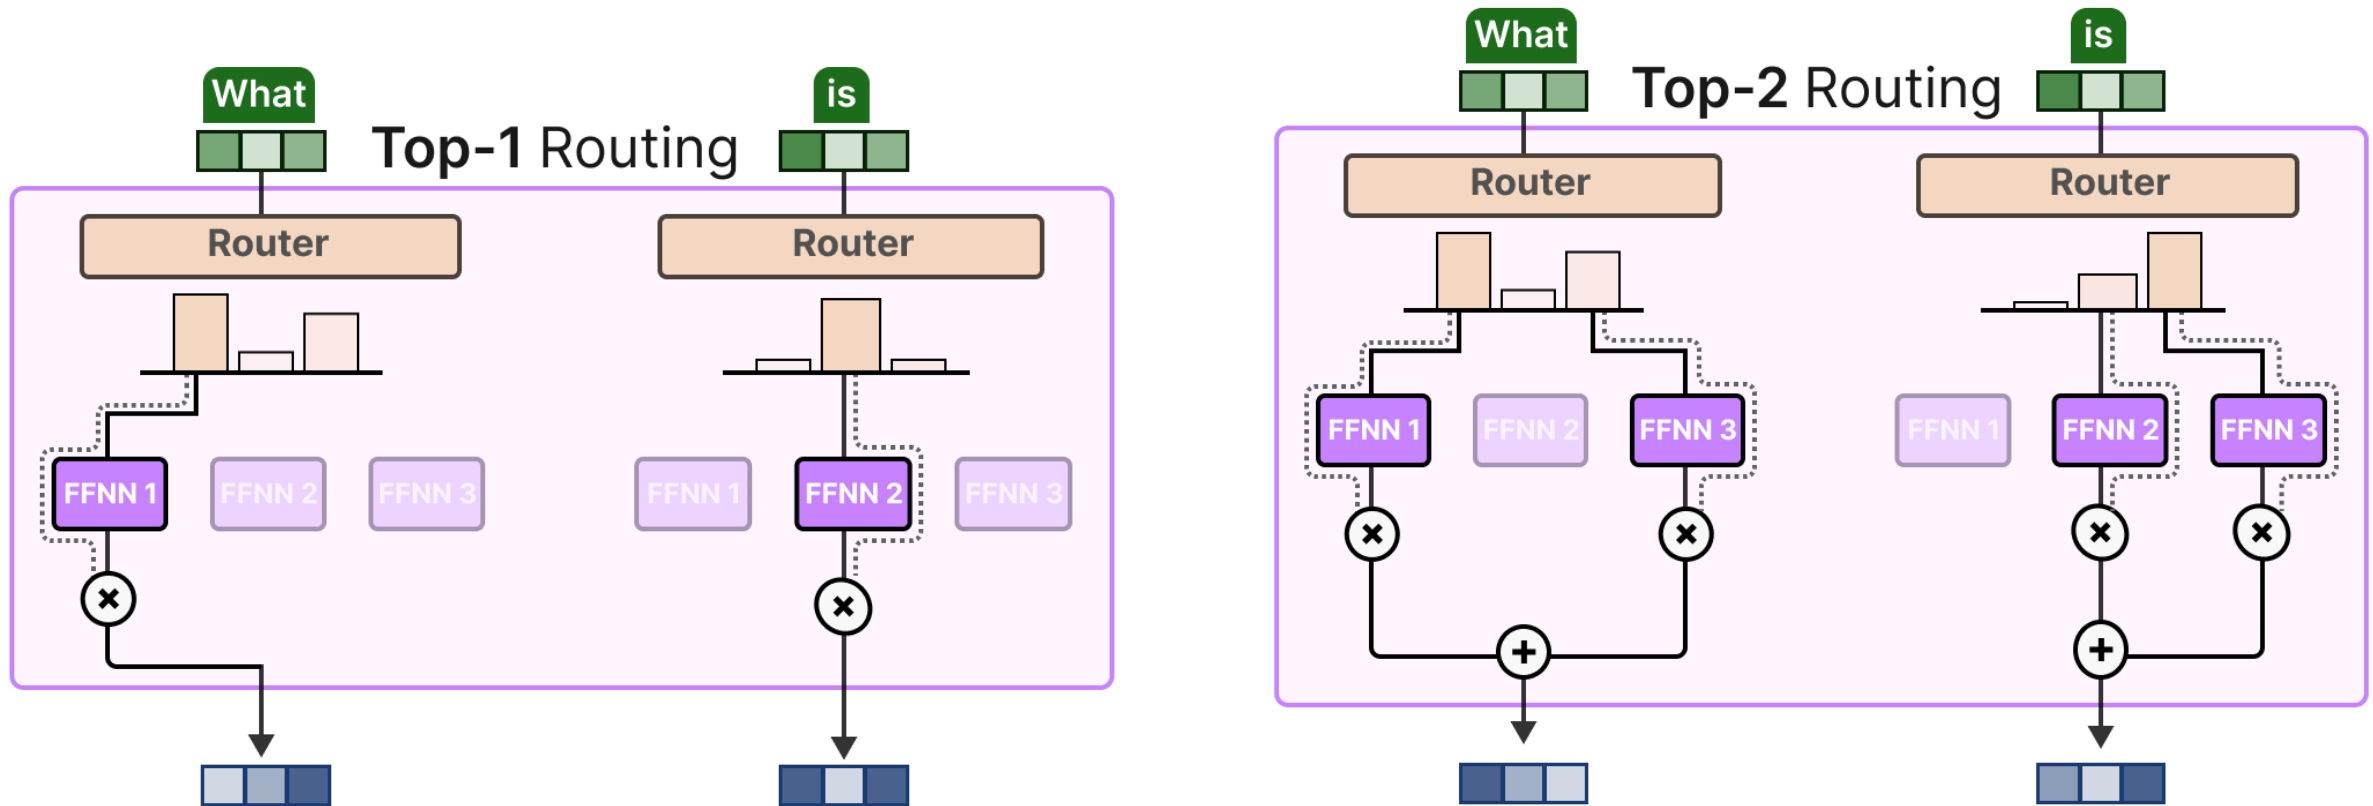 What
is
Top-1 Routing
Router
Router
FFNN 1
FFNN 2
FFNN 3
FFNN 1
FFNN 2
FFNN 3
What
is
Top-2 Routing
Router
Router
FFNN 1
FFNN 2
FFNN 3
FFNN 1
FFNN 2
FFNN 3